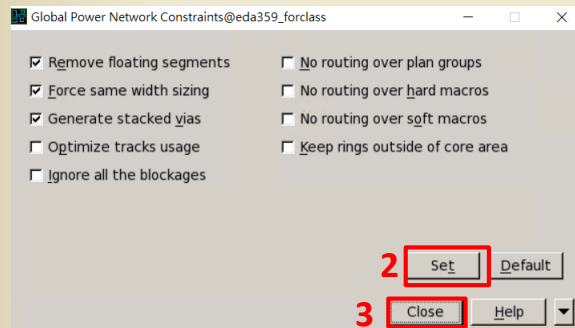 Global Power Network Constraints@eda359_forclass
Remove floating segments
Force same width sizing
Generate stacked vias
Optimize tracks usage
Ignore all the blockages
No routing over plan groups
No routing over hard macros
No routing over soft macros
Keep rings outside of core area
2 Set Default
3 Close Help